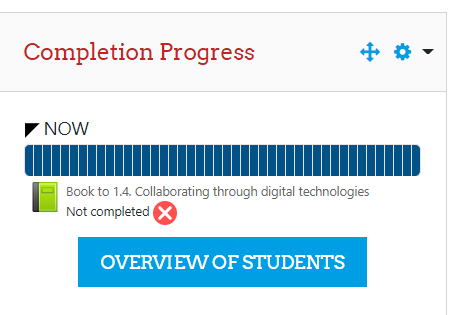 Completion Progress
NOW
Book to 1.4. Collaborating through digital technologies
Not completed
OVERVIEW OF STUDENTS